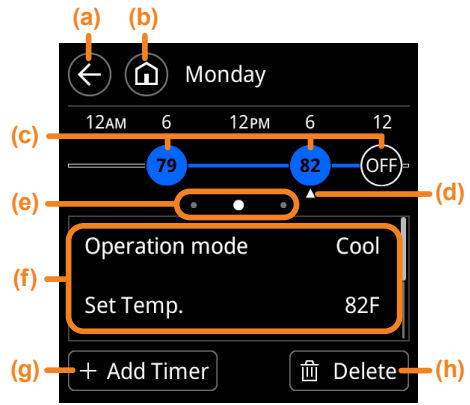 (a) (b)
Monday
12AM 6 12PM 6 12
(c)
79 82 OFF
(d)
(e)
Operation mode Cool
(f)
Set Temp. 82F
(g) + Add Timer Delete (h)